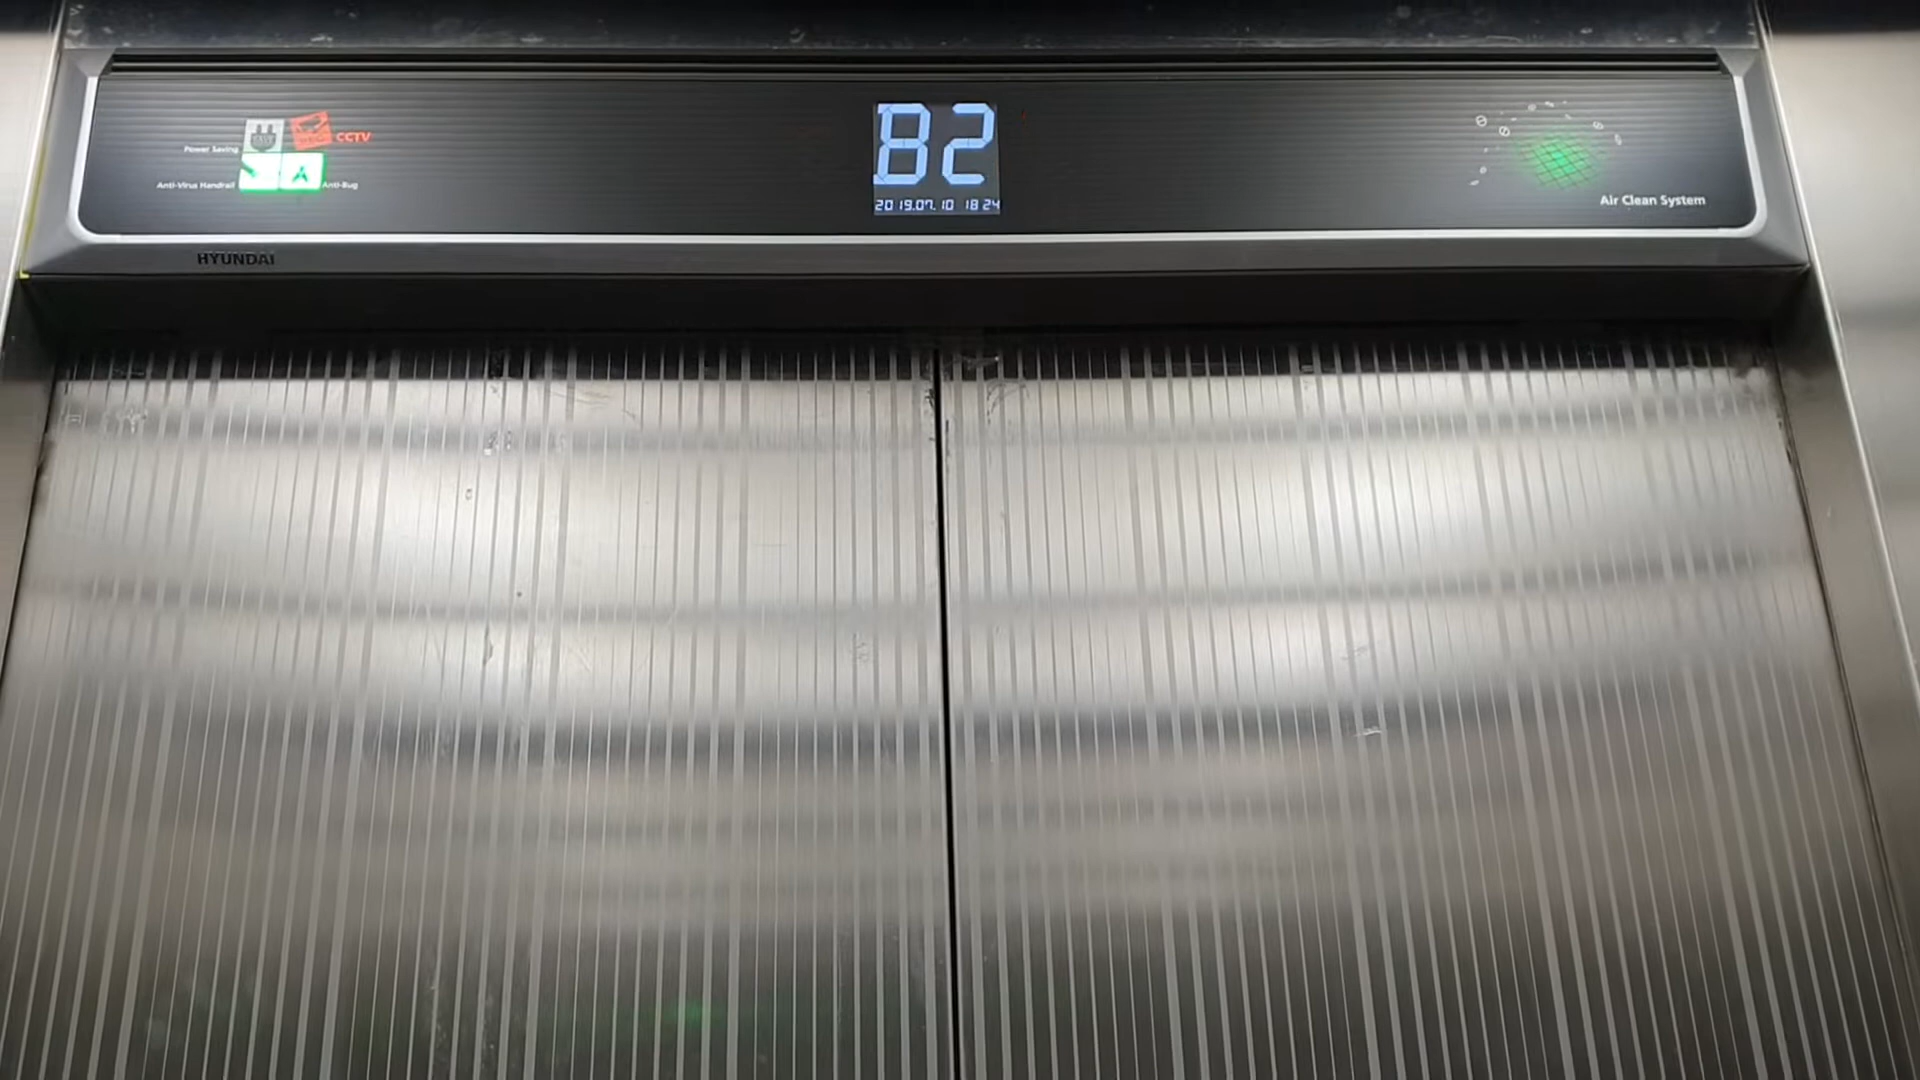 B2
2019.07.10 18 24
CCTV
Power Saving
Anti-Virus Handrail
Anti-Bug
Air Clean System
HYUNDAI